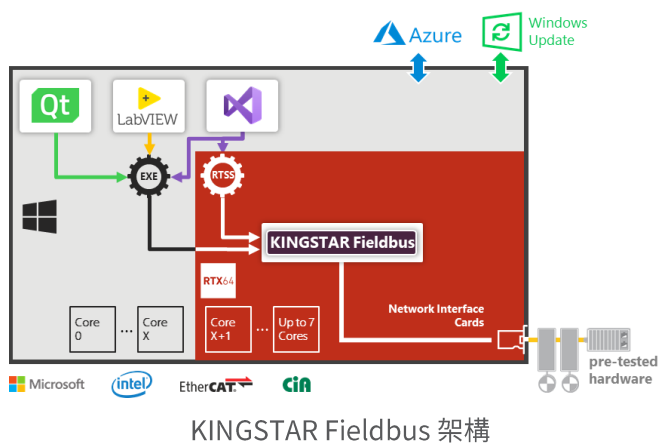 Azure
Windows
Update
Qt
LabVIEW
EXE
RTSS
KINGSTAR Fieldbus
RTX64
Core
0
...
Core
X
Core
X+1
...
Up to 7
Cores
Network Interface
Cards
pre-tested
hardware
Microsoft
intel
EtherCAT
CiA
KINGSTAR Fieldbus 架構